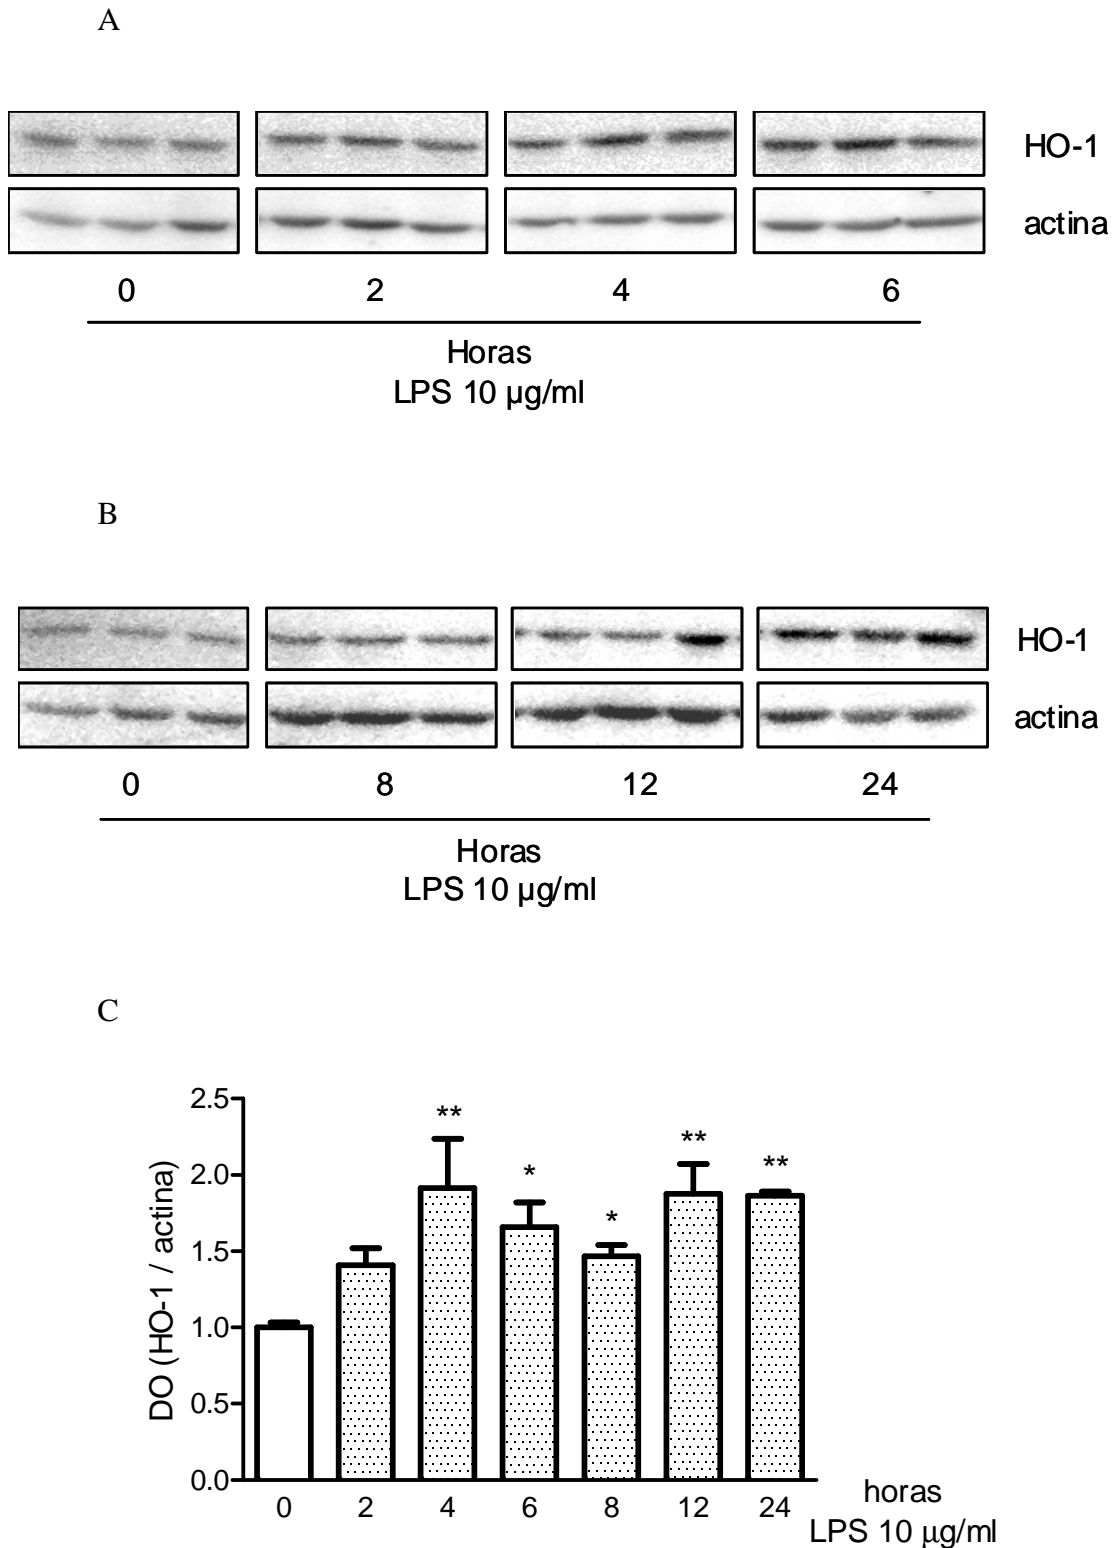 A
HO-1
actina
0 2 4 6
Horas
LPS 10 µg/ml
B
HO-1
actina
0 8 12 24
Horas
LPS 10 µg/ml
C
DO (HO-1 / actina)
2.5
2.0
1.5
1.0
0.5
0.0
** * * ** **
0 2 4 6 8 12 24
horas
LPS 10 µg/ml